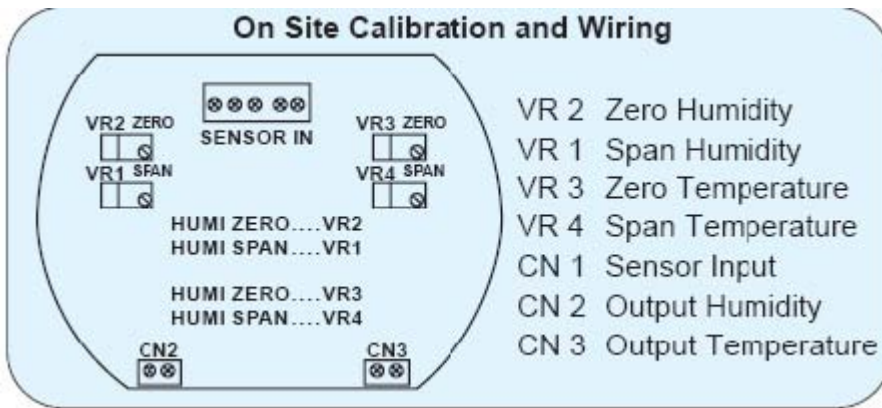 On Site Calibration and Wiring
VR2 ZERO
SENSOR IN
VR3 ZERO
VR1 SPAN
VR4 SPAN
HUMI ZERO....VR2
HUMI SPAN....VR1
HUMI ZERO....VR3
HUMI SPAN....VR4
CN2
CN3
VR 2 Zero Humidity
VR 1 Span Humidity
VR 3 Zero Temperature
VR 4 Span Temperature
CN 1 Sensor Input
CN 2 Output Humidity
CN 3 Output Temperature